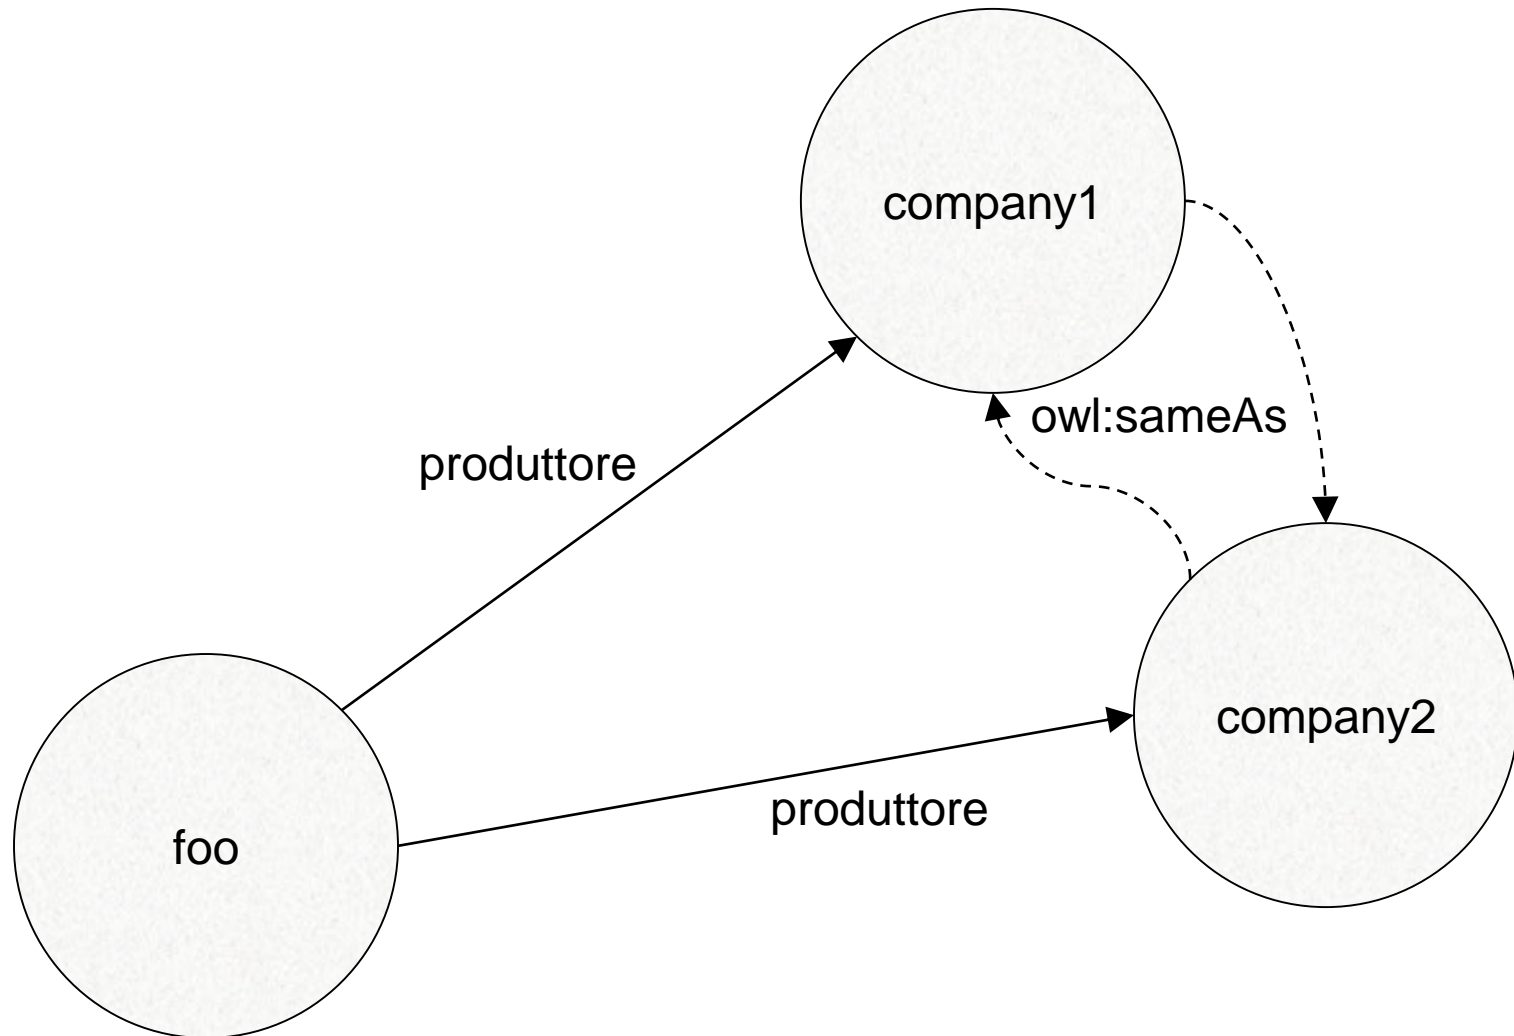 company1
owl:sameAs
produttore
company2
produttore
foo